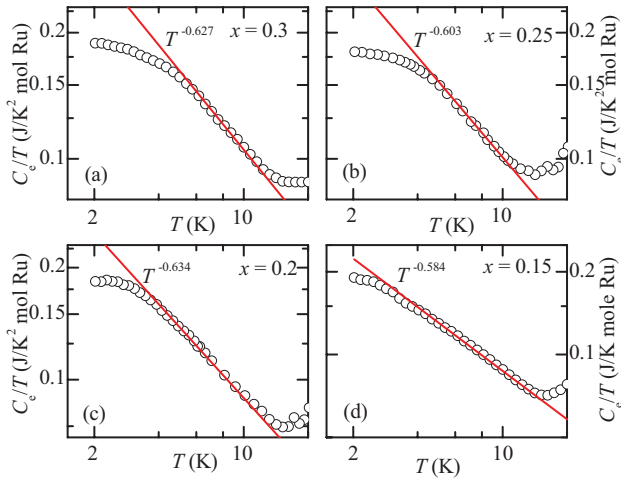 0.2
T^-0.627
x = 0.3
0.15
0.1
(a)
2
10
T (K)
C_e/T (J/K^2 mol Ru)
T^-0.603
x = 0.25
0.2
0.15
0.1
(b)
2
10
T (K)
C_e/T (J/K^2 mol Ru)
0.2
T^-0.634
x = 0.2
0.15
0.1
(c)
2
10
T (K)
C_e/T (J/K^2 mol Ru)
T^-0.584
x = 0.15
0.2
0.1
(d)
2
10
T (K)
C_e/T (J/K mole Ru)